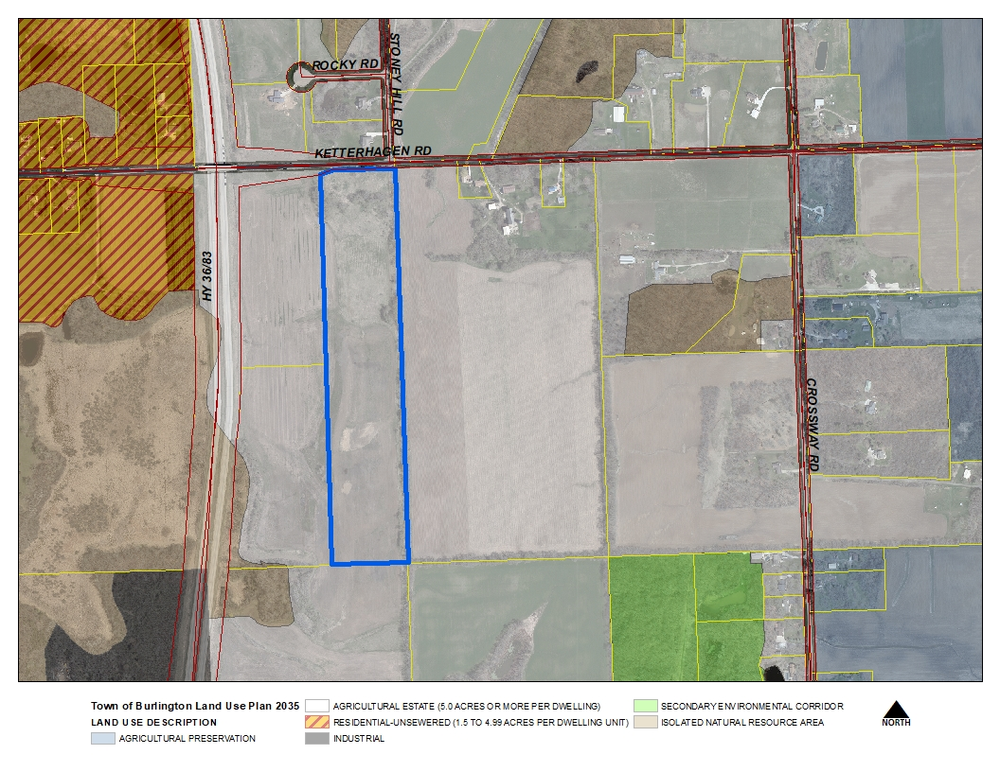 ROCKY RD
STONEY HILL RD
KETTERHAGEN RD
HY 36/83
CROSSWAY RD
Town of Burlington Land Use Plan 2035
LAND USE DESCRIPTION
AGRICULTURAL PRESERVATION
AGRICULTURAL ESTATE (5.0 ACRES OR MORE PER DWELLING)
RESIDENTIAL-UNSEWERED (1.5 TO 4.99 ACRES PER DWELLING UNIT)
INDUSTRIAL
SECONDARY ENVIRONMENTAL CORRIDOR
ISOLATED NATURAL RESOURCE AREA
NORTH